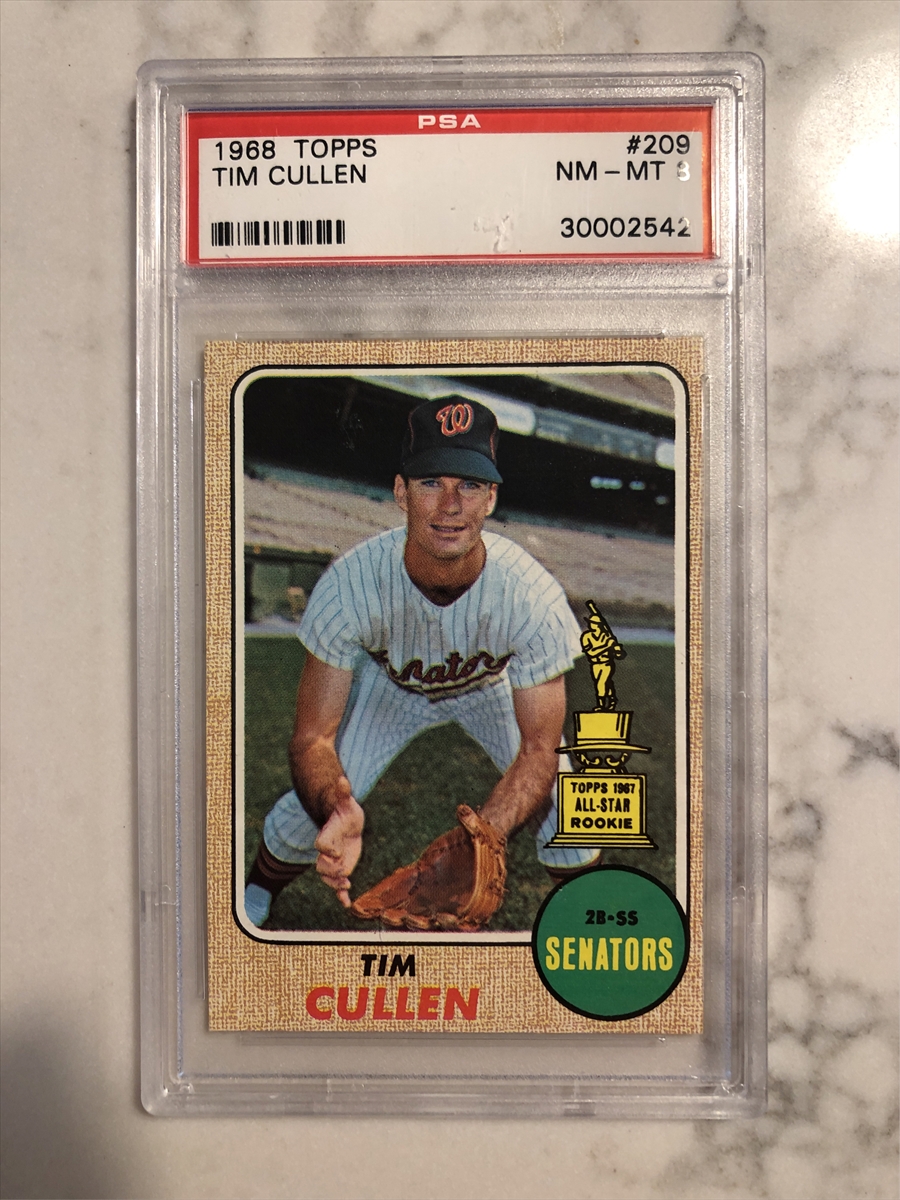 PSA
1968 TOPPS
#209
TIM CULLEN
NM - MT 8
30002542
W
Senators
TOPPS 1967
ALL-STAR
ROOKIE
2B•SS
SENATORS
TIM
CULLEN